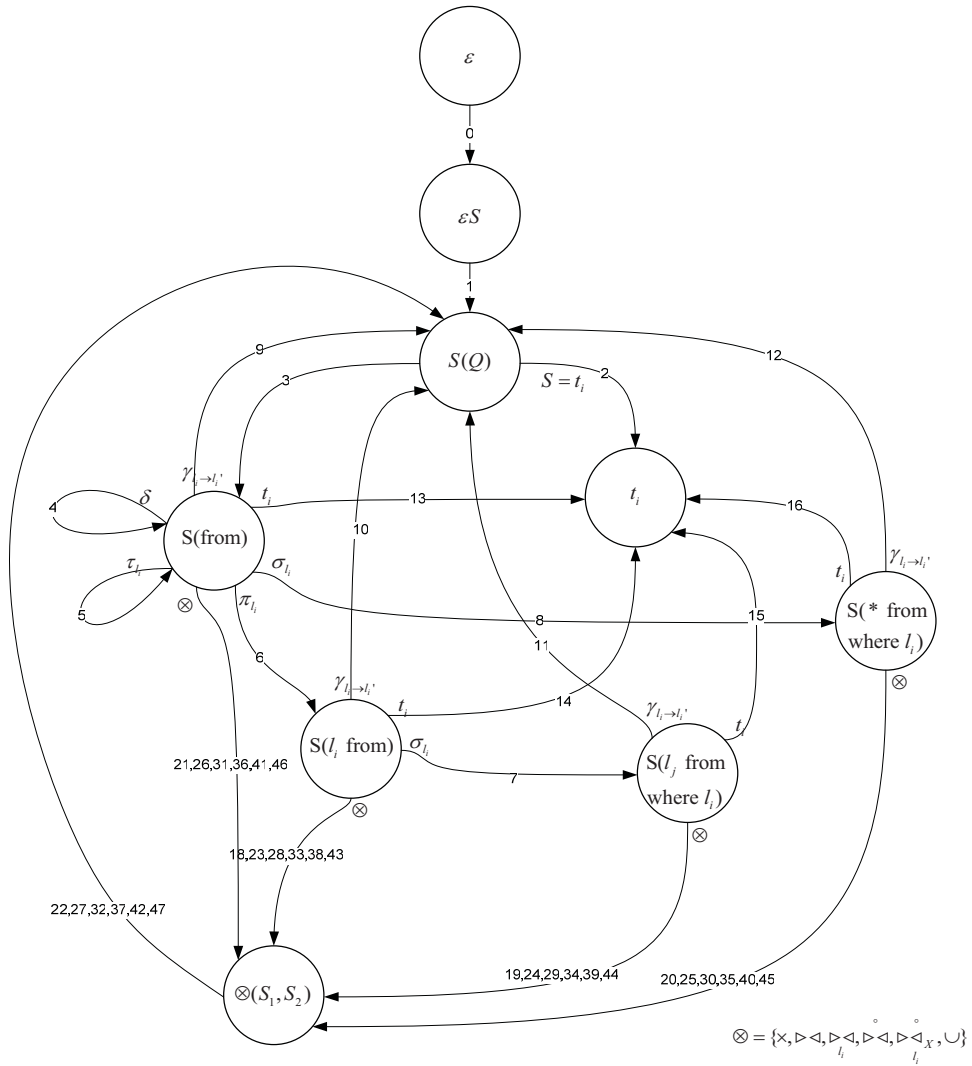 ε
0
εS
1
S(Q)
9
3
2
S = t_i
12
γ_{l_i→l_i'}
4
δ
t_i
13
t_i
16
S(from)
10
τ_{l_i}
σ_{l_i}
γ_{l_i→l_i'}
t_i
5
⊗
π_{l_i}
8
15
S(* from
where l_i)
11
6
γ_{l_i→l_i'}
⊗
t_i
14
γ_{l_i→l_i'}
t_i
S(l_i from)
σ_{l_i}
21,26,31,36,41,46
7
S(l_j from
where l_i)
⊗
⊗
18,23,28,33,38,43
22,27,32,37,42,47
19,24,29,34,39,44
20,25,30,35,40,45
⊗(S_1, S_2)
⊗ = {×, ▷◁, ▷◁_{l_i}, ▷◁°, ▷◁°_{l_i} X, ∪}